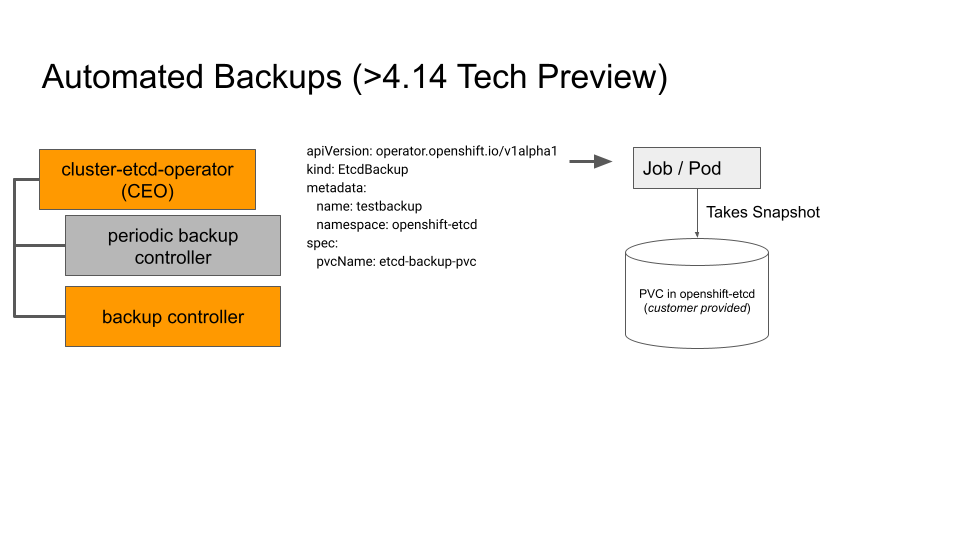 Automated Backups (>4.14 Tech Preview)
cluster-etcd-operator
(CEO)
periodic backup
controller
backup controller
apiVersion: operator.openshift.io/v1alpha1
kind: EtcdBackup
metadata:
  name: testbackup
  namespace: openshift-etcd
spec:
  pvcName: etcd-backup-pvc
Job / Pod
Takes Snapshot
PVC in openshift-etcd
(customer provided)